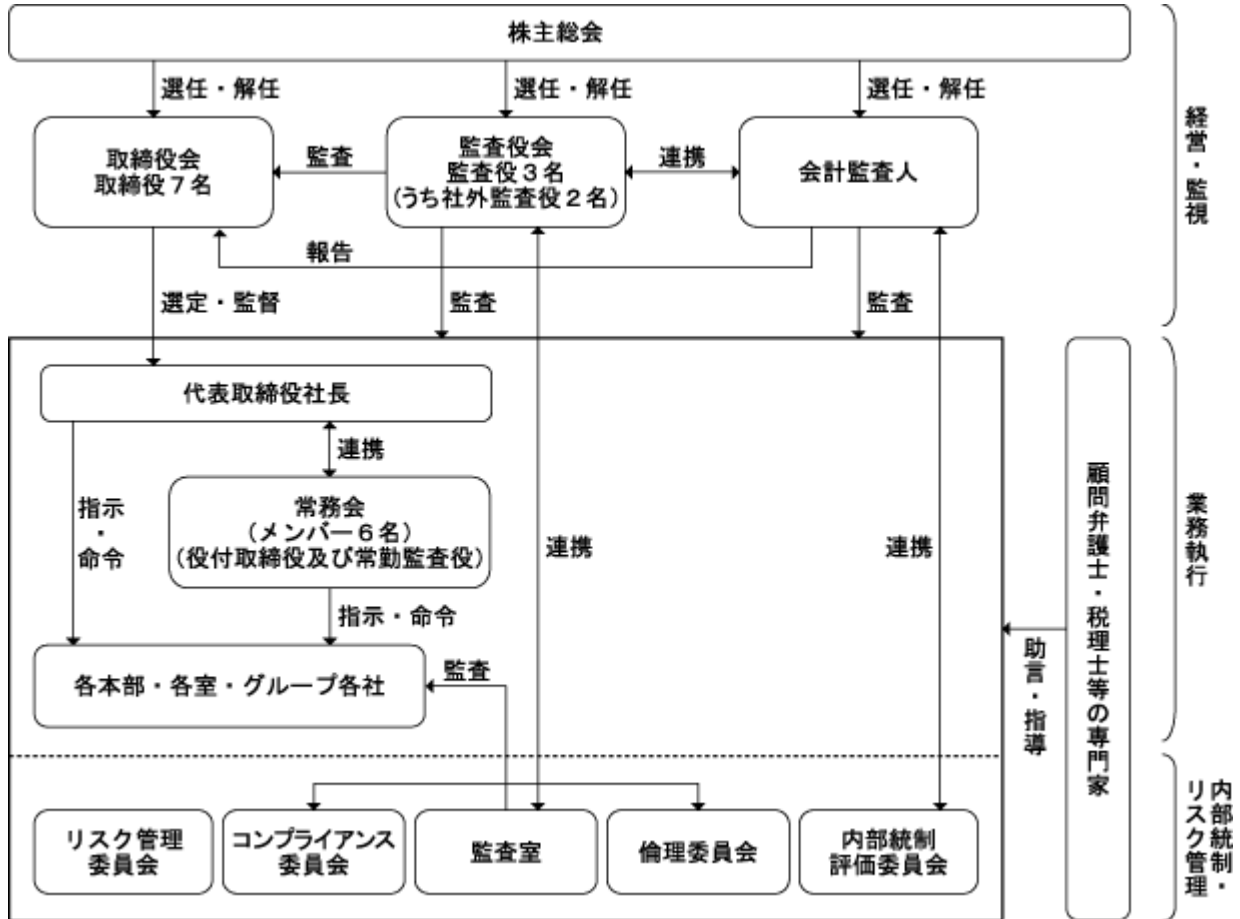 株主総会
選任・解任
選任・解任
選任・解任
取締役会
取締役７名
監査
監査役会
監査役３名
(うち社外監査役２名)
連携
会計監査人
報告
選定・監督
監査
監査
経営・監視
代表取締役社長
連携
指示
・
命令
常務会
(メンバー６名)
(役付取締役及び常勤監査役)
連携
連携
指示・命令
各本部・各室・グループ各社
監査
助言・指導
顧問弁護士・税理士等の専門家
業務執行
リスク管理
委員会
コンプライアンス
委員会
監査室
倫理委員会
内部統制
評価委員会
内部統制・
リスク管理